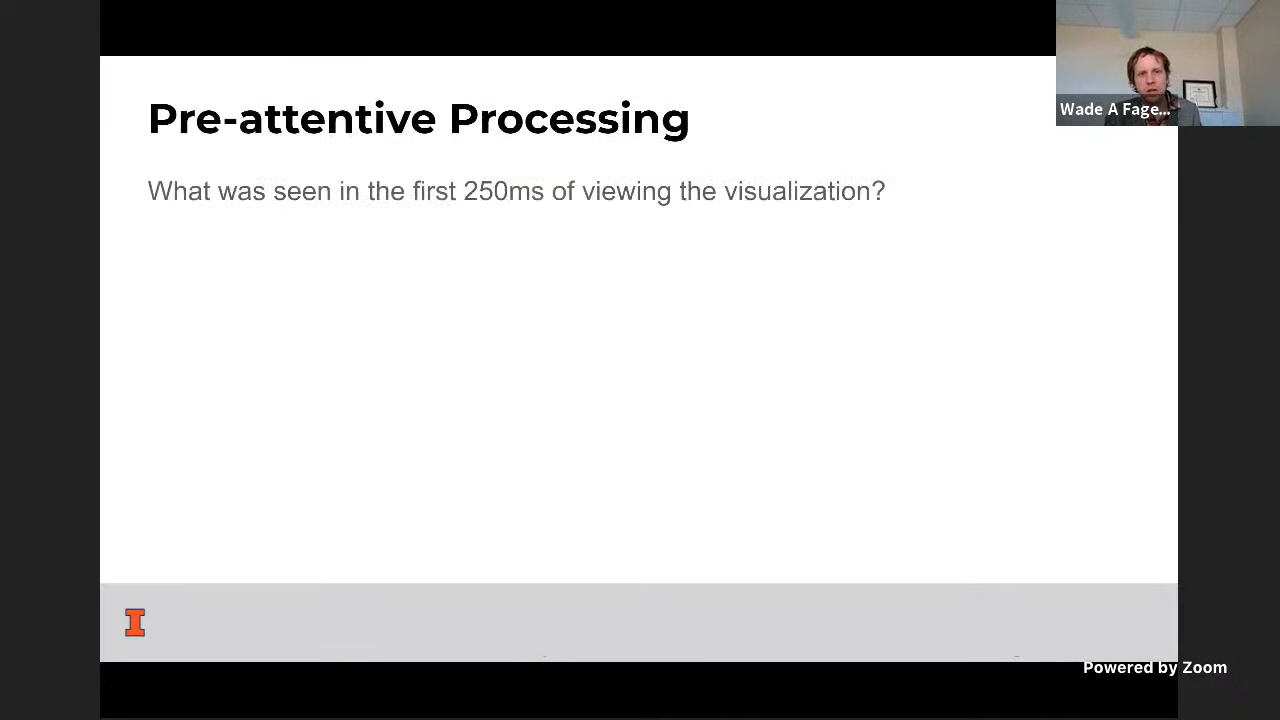 Pre-attentive Processing
What was seen in the first 250ms of viewing the visualization?
Wade A Fage...
I
Powered by Zoom